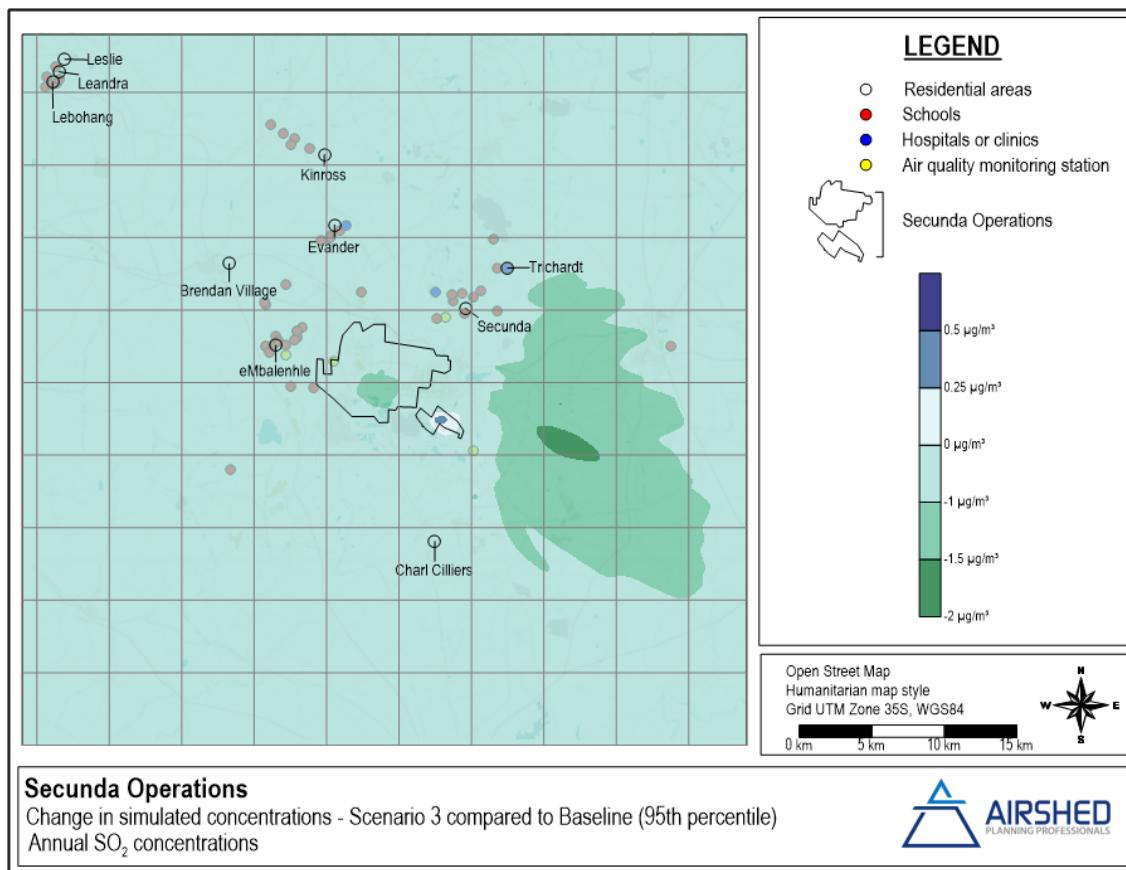 Leslie
Leandra
Lebohang
Kinross
Evander
Brendan Village
Trichardt
Secunda
eMbalenhle
Charl Cilliers
LEGEND
Residential areas
Schools
Hospitals or clinics
Air quality monitoring station
Secunda Operations
0.5 µg/m³
0.25 µg/m³
0 µg/m³
-1 µg/m³
-1.5 µg/m³
-2 µg/m³
Open Street Map
Humanitarian map style
Grid UTM Zone 35S, WGS84
0 km 5 km 10 km 15 km
N
W E
S
Secunda Operations
Change in simulated concentrations - Scenario 3 compared to Baseline (95th percentile)
Annual SO₂ concentrations
AIRSHED
PLANNING PROFESSIONALS